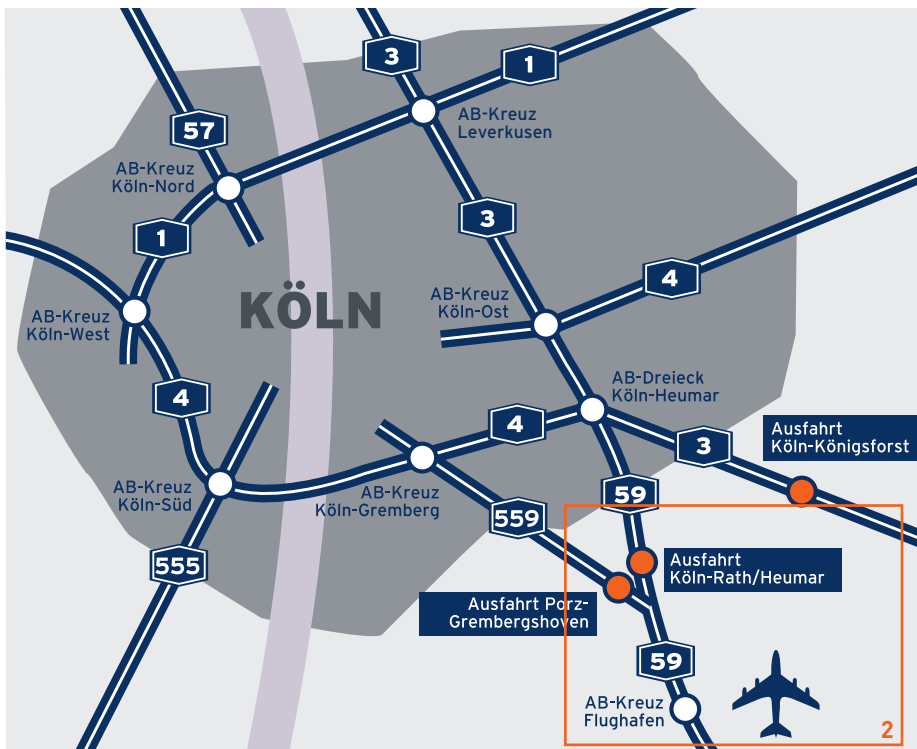 3
1
57
AB-Kreuz
Leverkusen
AB-Kreuz
Köln-Nord
1
3
4
KÖLN
AB-Kreuz
Köln-Ost
AB-Kreuz
Köln-West
4
AB-Dreieck
Köln-Heumar
4
3
Ausfahrt
Köln-Königsforst
AB-Kreuz
Köln-Süd
AB-Kreuz
Köln-Gremberg
59
559
555
Ausfahrt
Köln-Rath/Heumar
Ausfahrt Porz-
Grembergshoven
59
AB-Kreuz
Flughafen
2